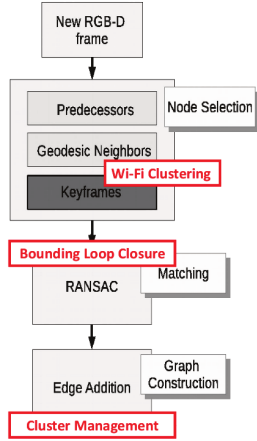 New RGB-D
frame
Predecessors
Node Selection
Geodesic Neighbors
Wi-Fi Clustering
Keyframes
Bounding Loop Closure
Matching
RANSAC
Graph
Construction
Edge Addition
Cluster Management